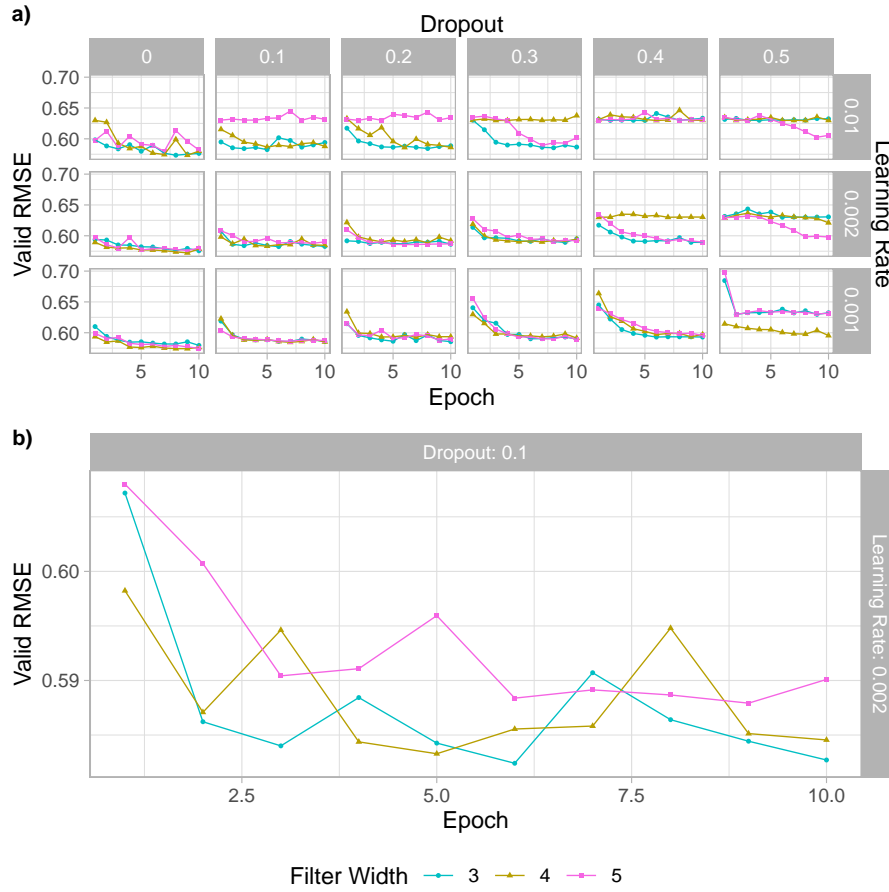 a)
Dropout
0 0.1 0.2 0.3 0.4 0.5
0.70
0.65
0.60
0.01
0.70
0.65
0.60
0.002
0.70
0.65
0.60
0.001
Valid RMSE
Learning Rate
5 10 5 10 5 10 5 10 5 10 5 10
Epoch
b)
Dropout: 0.1
0.60
0.59
Valid RMSE
Learning Rate: 0.002
2.5 5.0 7.5 10.0
Epoch
Filter Width 3 4 5